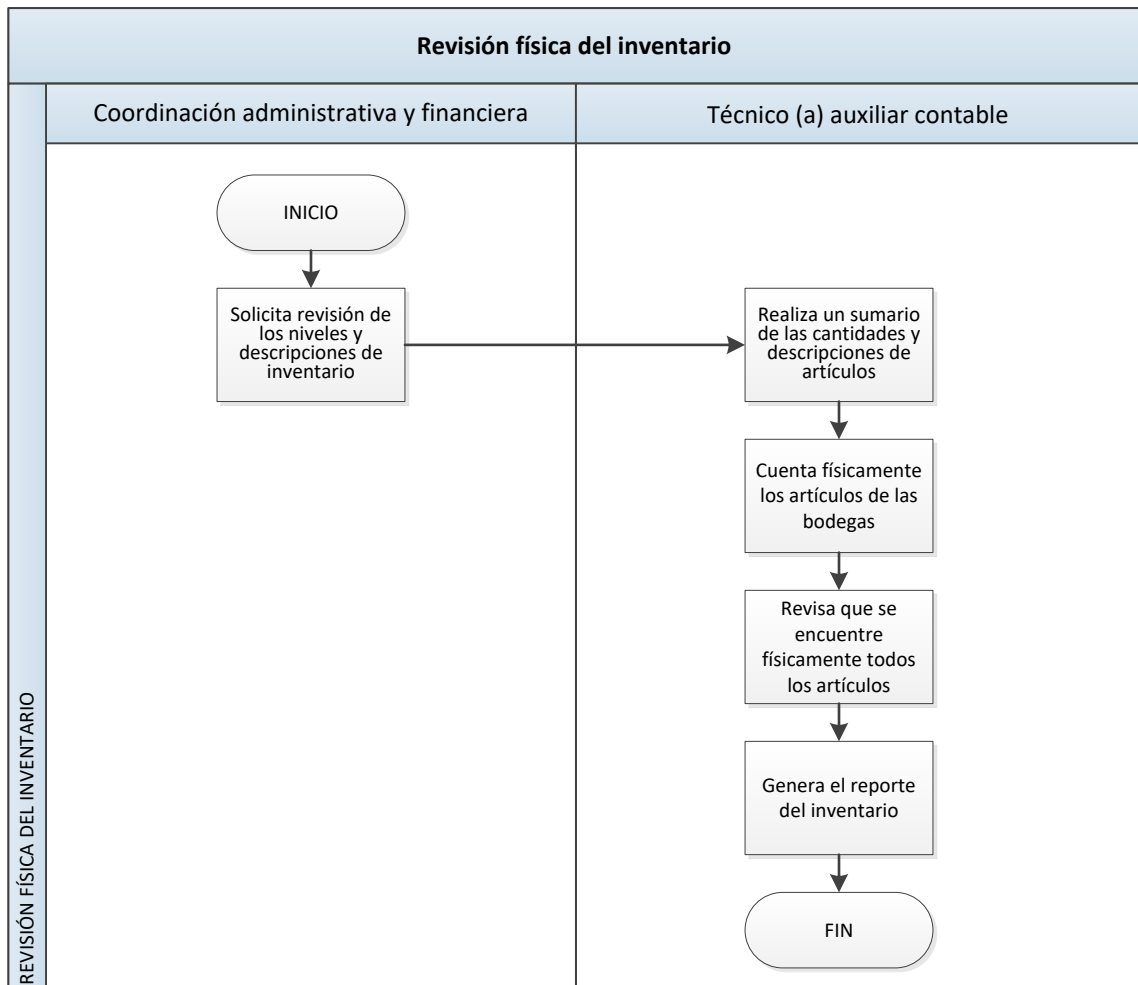 Revisión física del inventario
Coordinación administrativa y financiera
Técnico (a) auxiliar contable
REVISIÓN FÍSICA DEL INVENTARIO
INICIO
Solicita revisión de
los niveles y
descripciones de
inventario
Realiza un sumario
de las cantidades y
descripciones de
artículos
Cuenta físicamente
los artículos de las
bodegas
Revisa que se
encuentre
físicamente todos
los artículos
Genera el reporte
del inventario
FIN